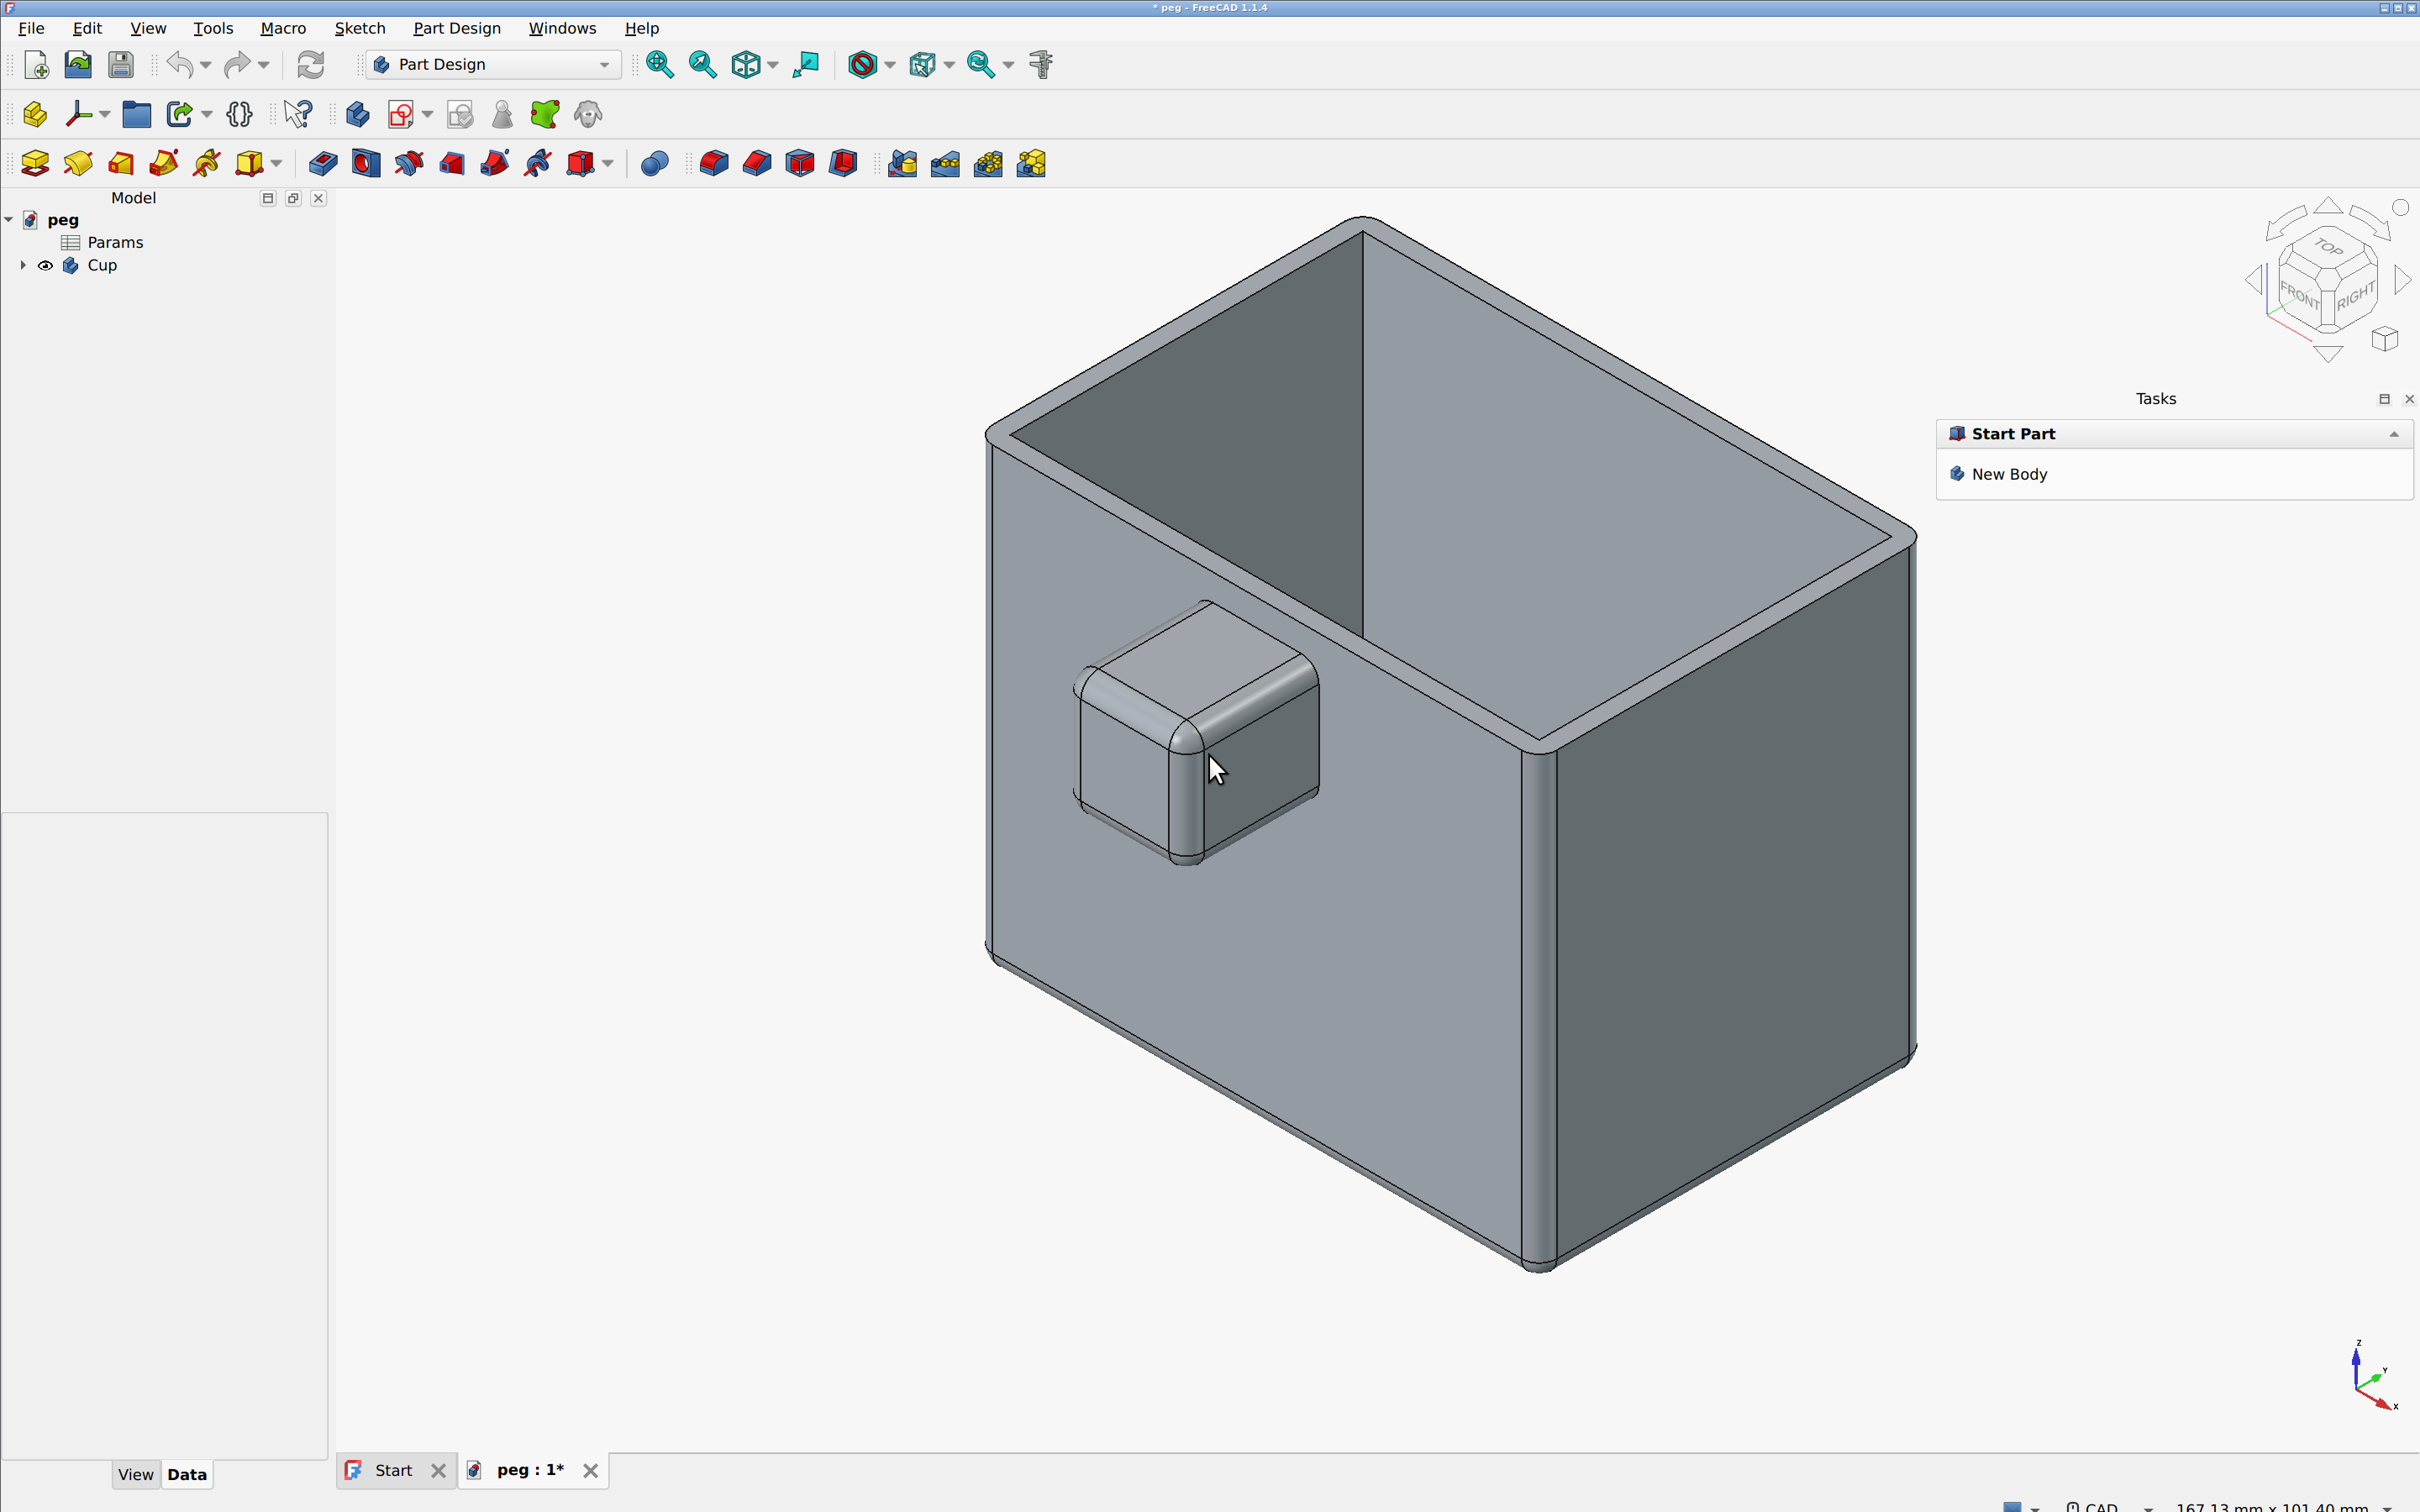 * peg - FreeCAD 1.1.4
File Edit View Tools Macro Sketch Part Design Windows Help
Part Design
Model
peg
Params
Cup
TOP
FRONT
RIGHT
Tasks
Start Part
New Body
Z
Y
X
View Data
Start
peg : 1*
CAD
167.13 mm x 101.40 mm